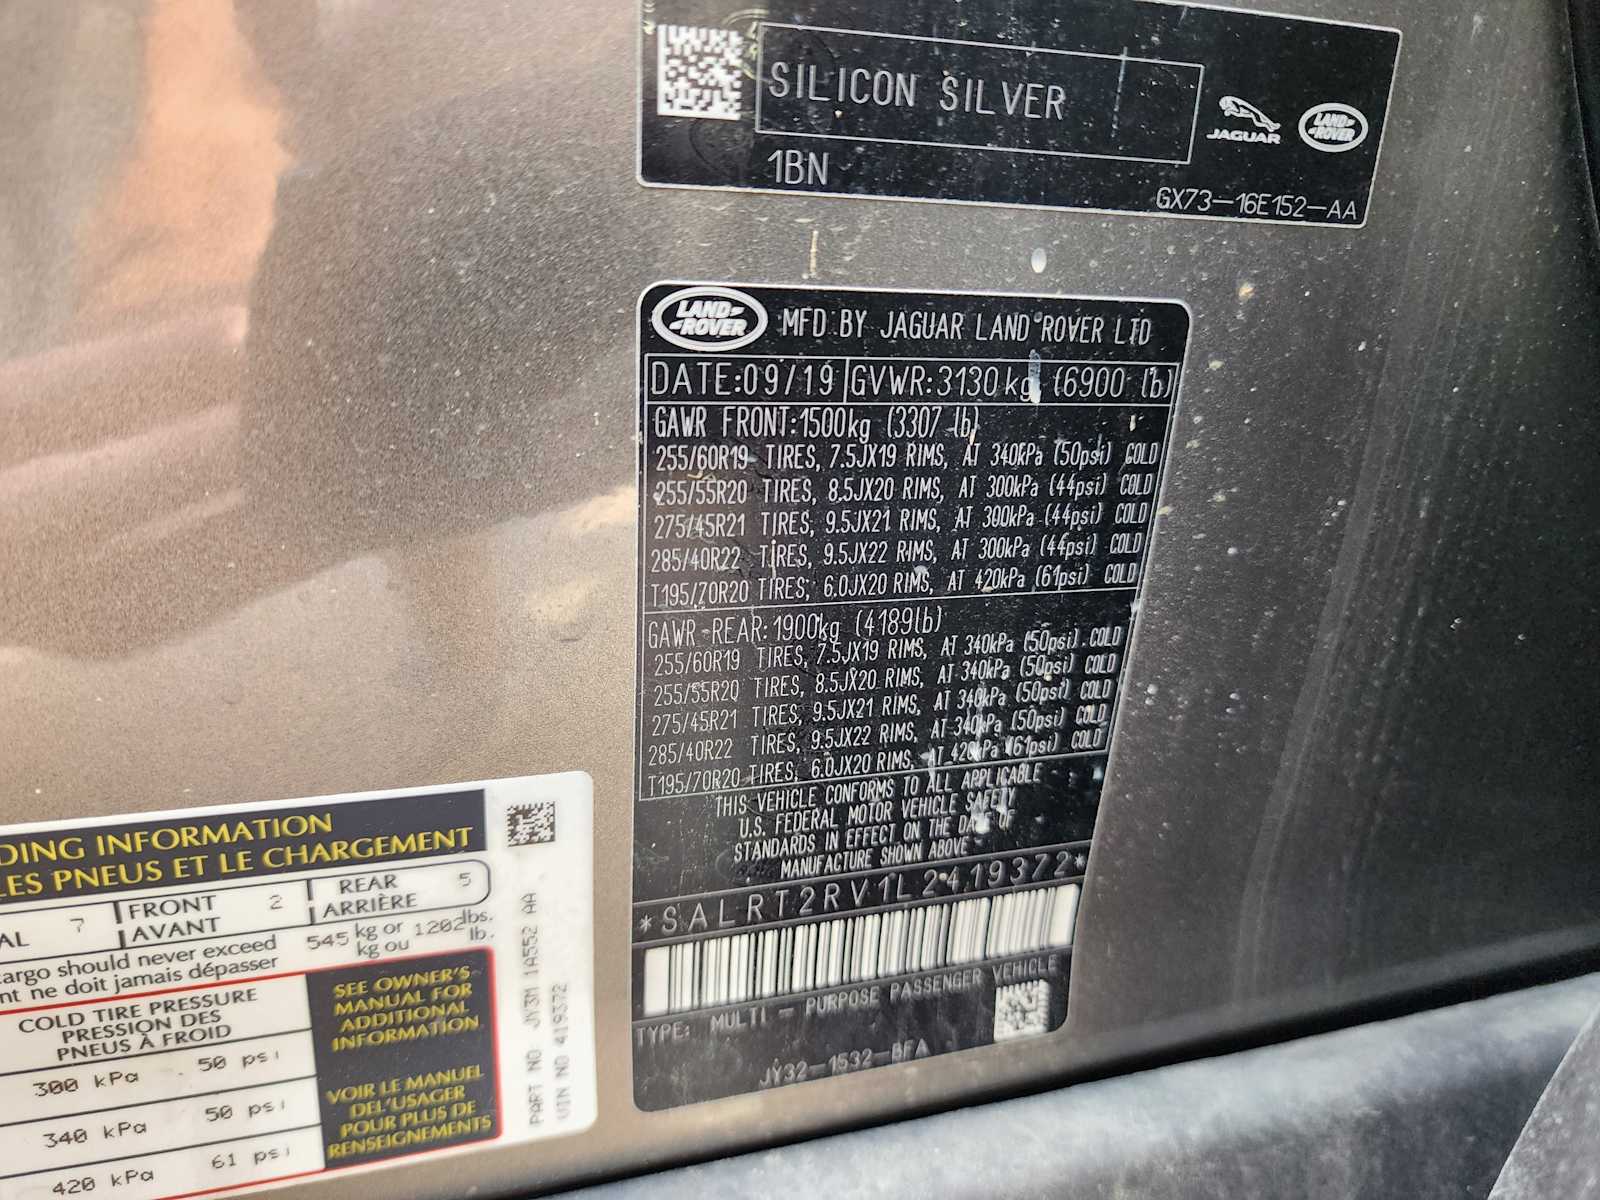 SILICON SILVER
JAGUAR
LAND ROVER
1BN
GX73-16E152-AA
LAND ROVER
MFD BY JAGUAR LAND ROVER LTD
DATE:09/19 GVWR:3130kg (6900 lb)
GAWR FRONT:1500kg (3307 lb)
255/60R19 TIRES, 7.5JX19 RIMS, AT 340kPa (50psi) COLD
255/55R20 TIRES, 8.5JX20 RIMS, AT 300kPa (44psi) COLD
275/45R21 TIRES, 9.5JX21 RIMS, AT 300kPa (44psi) COLD
285/40R22 TIRES, 9.5JX22 RIMS, AT 300kPa (44psi) COLD
T195/70R20 TIRES, 6.0JX20 RIMS, AT 420kPa (61psi) COLD
GAWR REAR:1900kg (4189lb)
255/60R19 TIRES, 7.5JX19 RIMS, AT 340kPa (50psi) COLD
255/55R20 TIRES, 8.5JX20 RIMS, AT 340kPa (50psi) COLD
275/45R21 TIRES, 9.5JX21 RIMS, AT 340kPa (50psi) COLD
285/40R22 TIRES, 9.5JX22 RIMS, AT 340kPa (50psi) COLD
T195/70R20 TIRES, 6.0JX20 RIMS, AT 420kPa (61psi) COLD
THIS VEHICLE CONFORMS TO ALL APPLICABLE
U.S. FEDERAL MOTOR VEHICLE SAFETY
STANDARDS IN EFFECT ON THE DATE OF
MANUFACTURE SHOWN ABOVE
*SALRT2RV1L2419372*
TYPE: MULTI - PURPOSE PASSENGER VEHICLE
JY32-1532-BFA
DING INFORMATION
LES PNEUS ET LE CHARGEMENT
AL 7 FRONT 2 REAR 5
AVANT ARRIÈRE
cargo should never exceed 545 kg or 1202 lbs.
nt ne doit jamais dépasser kg ou lb.
COLD TIRE PRESSURE
PRESSION DES
PNEUS À FROID
300 kPa 50 psi
340 kPa 50 psi
420 kPa 61 psi
SEE OWNER'S
MANUAL FOR
ADDITIONAL
INFORMATION
VOIR LE MANUEL
DEL'USAGER
POUR PLUS DE
RENSEIGNEMENTS
PART NO: JY3M 1A552 AA
VIN NO 419372